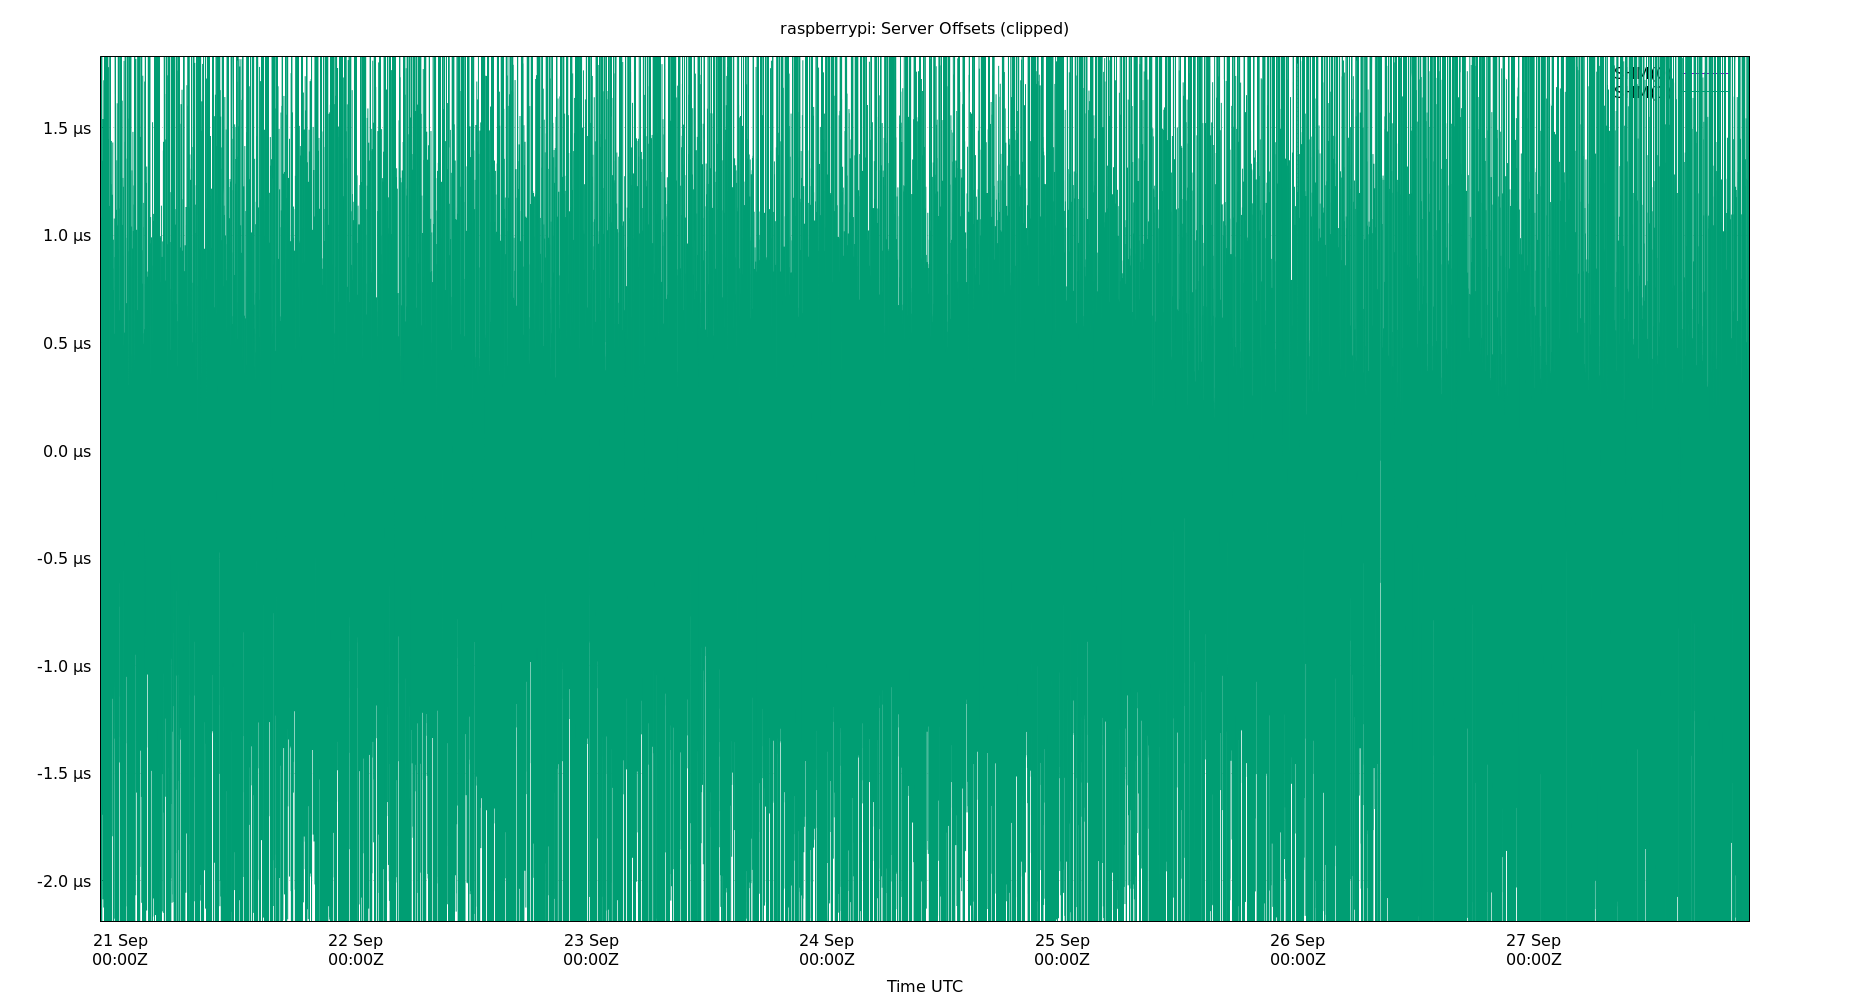 raspberrypi: Server Offsets (clipped)
1.5 µs
1.0 µs
0.5 µs
0.0 µs
-0.5 µs
-1.0 µs
-1.5 µs
-2.0 µs
21 Sep 22 Sep 23 Sep 24 Sep 25 Sep 26 Sep 27 Sep
00:00Z 00:00Z 00:00Z 00:00Z 00:00Z 00:00Z 00:00Z
Time UTC